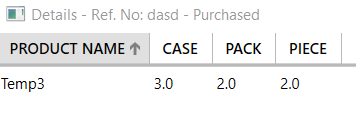 Details - Ref. No: dasd - Purchased
PRODUCT NAME CASE PACK PIECE
Temp3 3.0 2.0 2.0